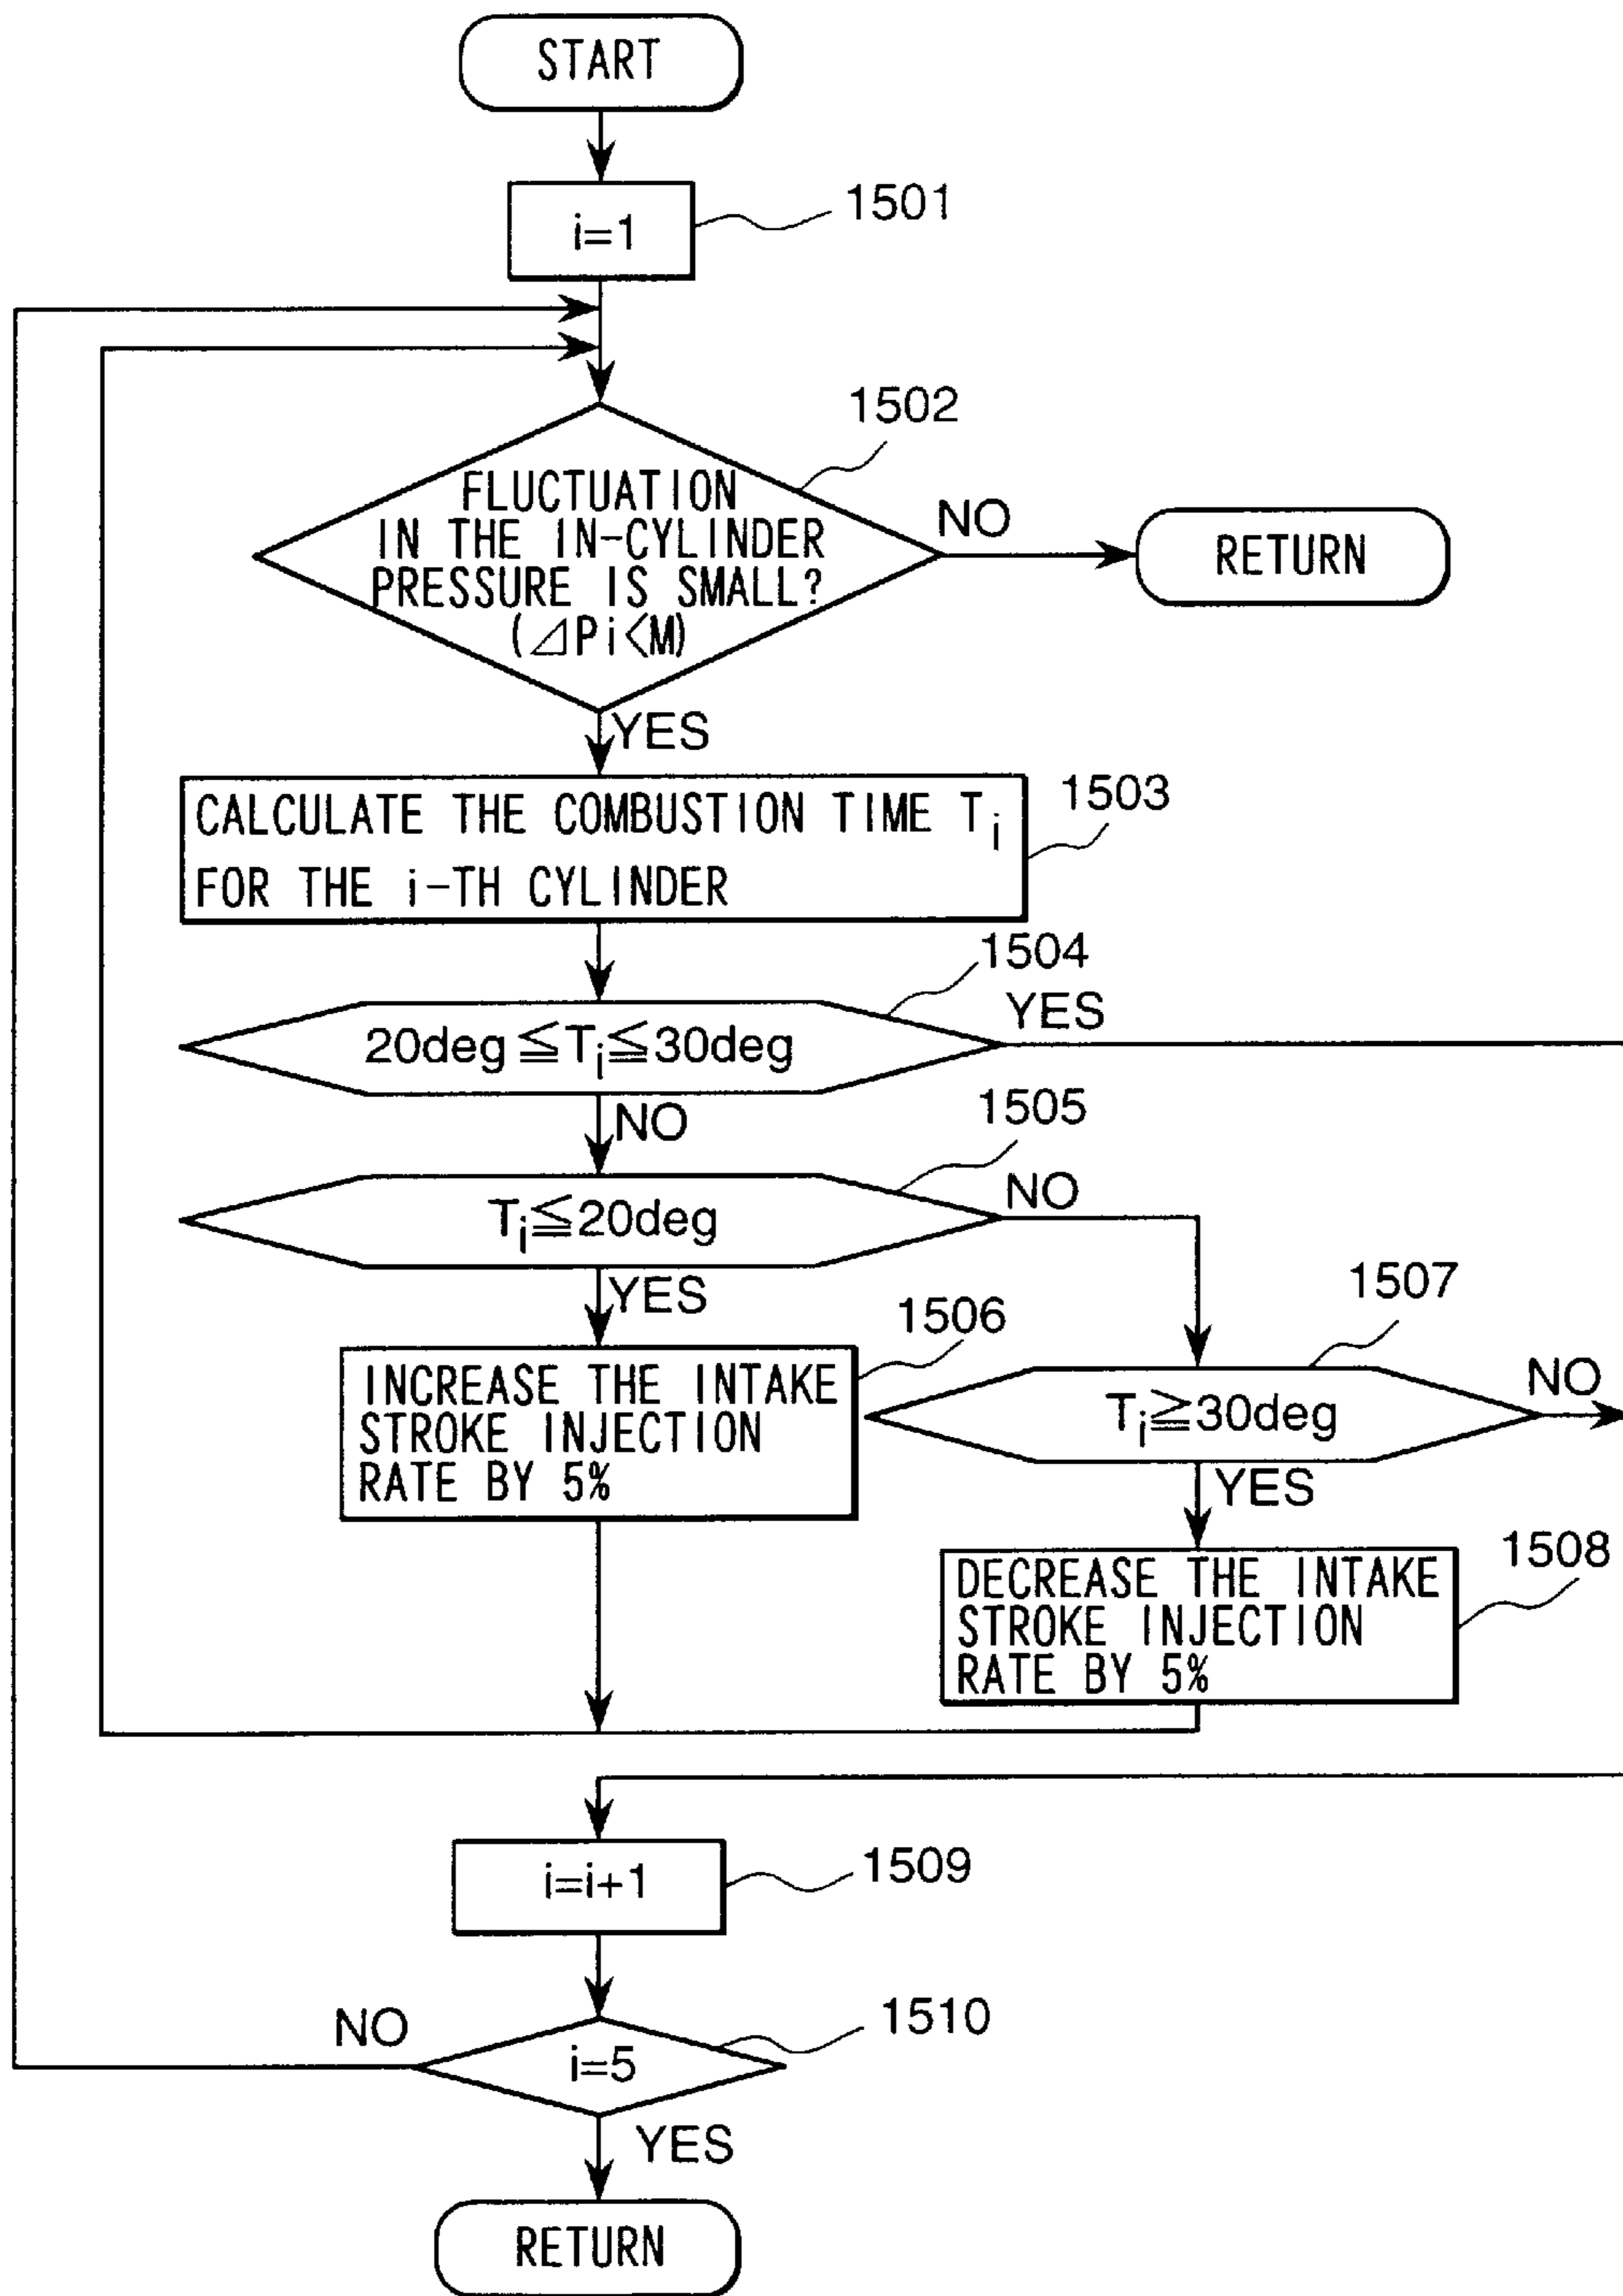 START
i=1
1501
1502
FLUCTUATION
IN THE IN-CYLINDER
PRESSURE IS SMALL?
(⊿Pi<M)
NO
RETURN
YES
CALCULATE THE COMBUSTION TIME Ti
FOR THE i-TH CYLINDER
1503
1504
20deg≦Ti≦30deg
YES
NO
1505
Ti≦20deg
NO
YES
1506
INCREASE THE INTAKE
STROKE INJECTION
RATE BY 5%
1507
Ti≧30deg
NO
YES
1508
DECREASE THE INTAKE
STROKE INJECTION
RATE BY 5%
i=i+1
1509
NO
1510
i=5
YES
RETURN